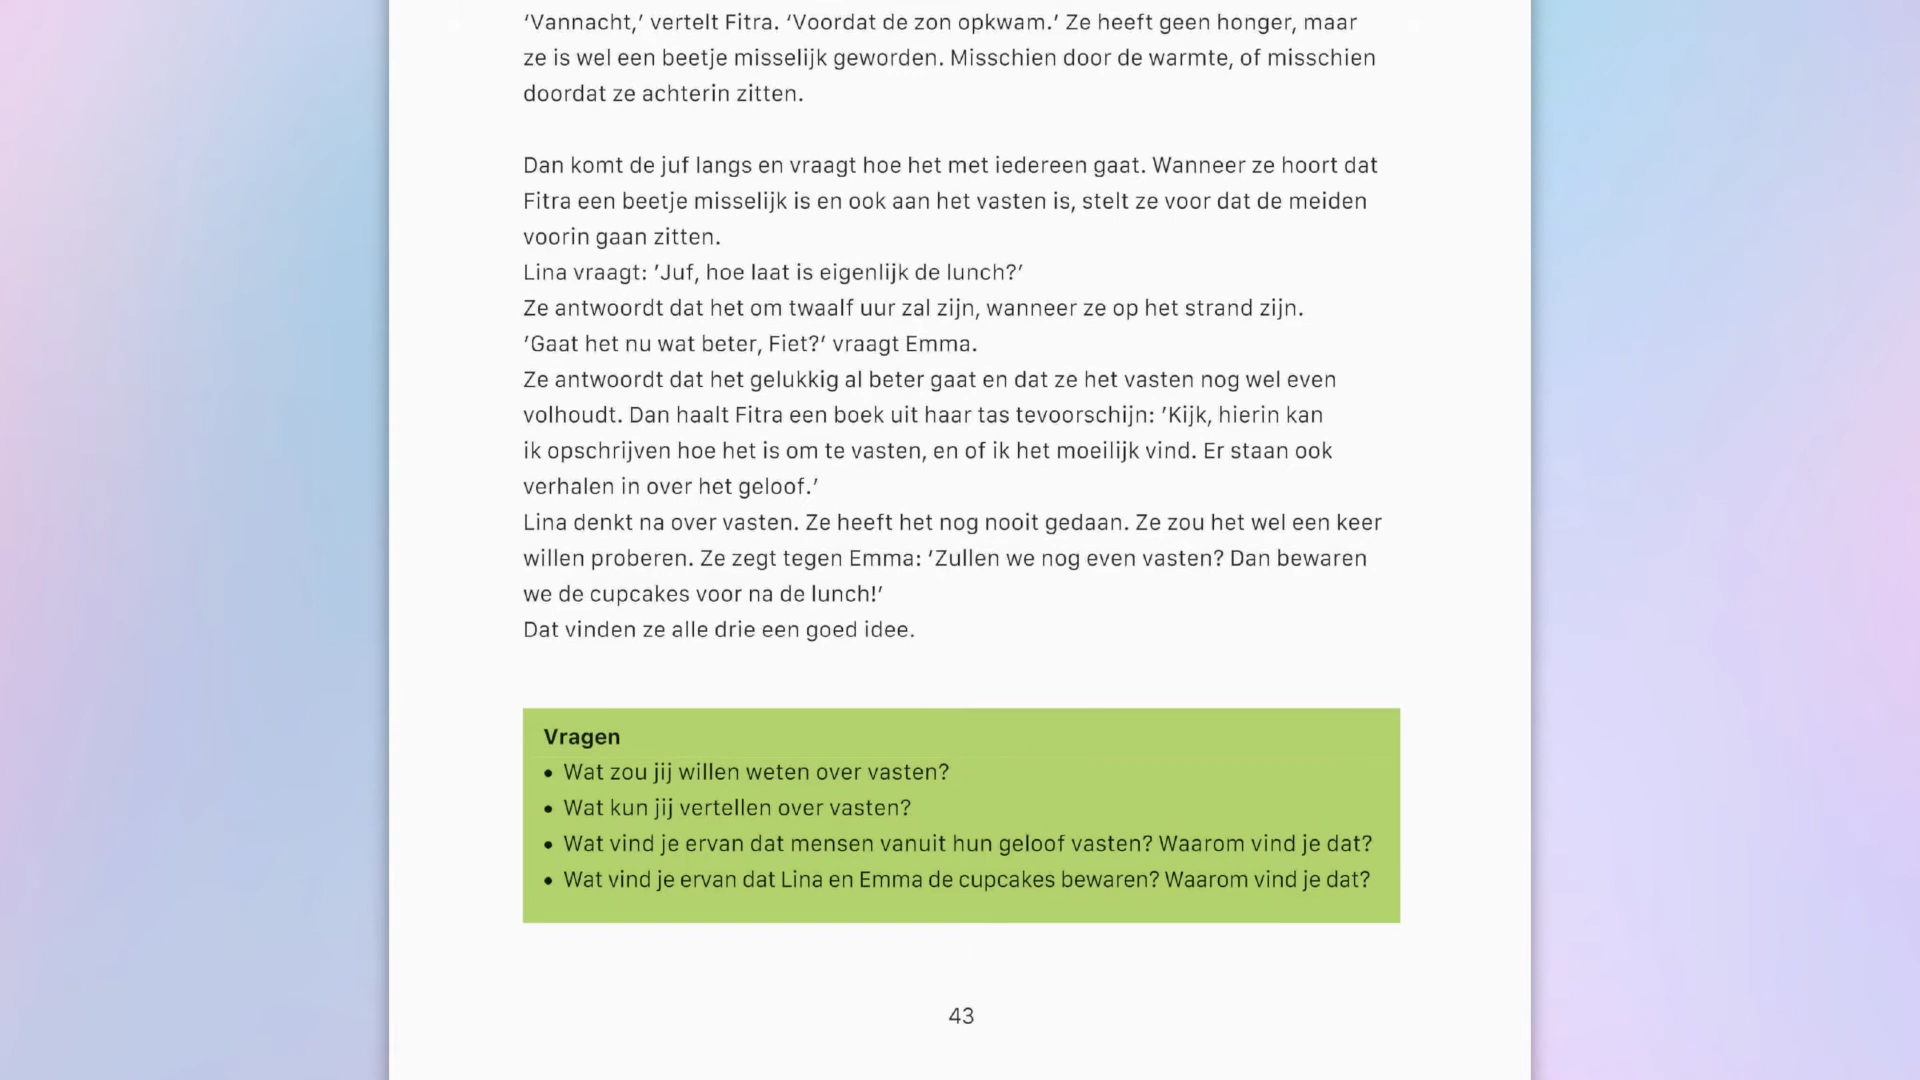 ‘Vannacht,’ vertelt Fitra. ‘Voordat de zon opkwam.’ Ze heeft geen honger, maar
ze is wel een beetje misselijk geworden. Misschien door de warmte, of misschien
doordat ze achterin zitten.
Dan komt de juf langs en vraagt hoe het met iedereen gaat. Wanneer ze hoort dat
Fitra een beetje misselijk is en ook aan het vasten is, stelt ze voor dat de meiden
voorin gaan zitten.
Lina vraagt: ’Juf, hoe laat is eigenlijk de lunch?’
Ze antwoordt dat het om twaalf uur zal zijn, wanneer ze op het strand zijn.
’Gaat het nu wat beter, Fiet?’ vraagt Emma.
Ze antwoordt dat het gelukkig al beter gaat en dat ze het vasten nog wel even
volhoudt. Dan haalt Fitra een boek uit haar tas tevoorschijn: ’Kijk, hierin kan
ik opschrijven hoe het is om te vasten, en of ik het moeilijk vind. Er staan ook
verhalen in over het geloof.’
Lina denkt na over vasten. Ze heeft het nog nooit gedaan. Ze zou het wel een keer
willen proberen. Ze zegt tegen Emma: ’Zullen we nog even vasten? Dan bewaren
we de cupcakes voor na de lunch!’
Dat vinden ze alle drie een goed idee.
Vragen
• Wat zou jij willen weten over vasten?
• Wat kun jij vertellen over vasten?
• Wat vind je ervan dat mensen vanuit hun geloof vasten? Waarom vind je dat?
• Wat vind je ervan dat Lina en Emma de cupcakes bewaren? Waarom vind je dat?
43